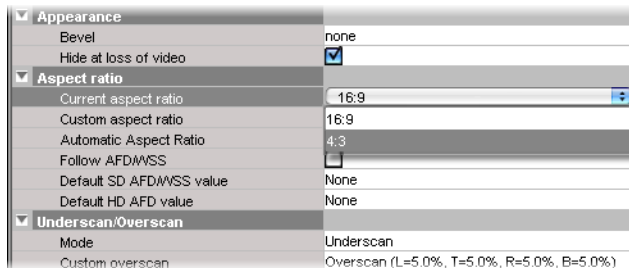 Appearance
Bevel none
Hide at loss of video
Aspect ratio
Current aspect ratio 16:9
Custom aspect ratio 16:9
Automatic Aspect Ratio 4:3
Follow AFD/WSS
Default SD AFD/WSS value None
Default HD AFD value None
Underscan/Overscan
Mode Underscan
Custom overscan Overscan (L=5.0%, T=5.0%, R=5.0%, B=5.0%)